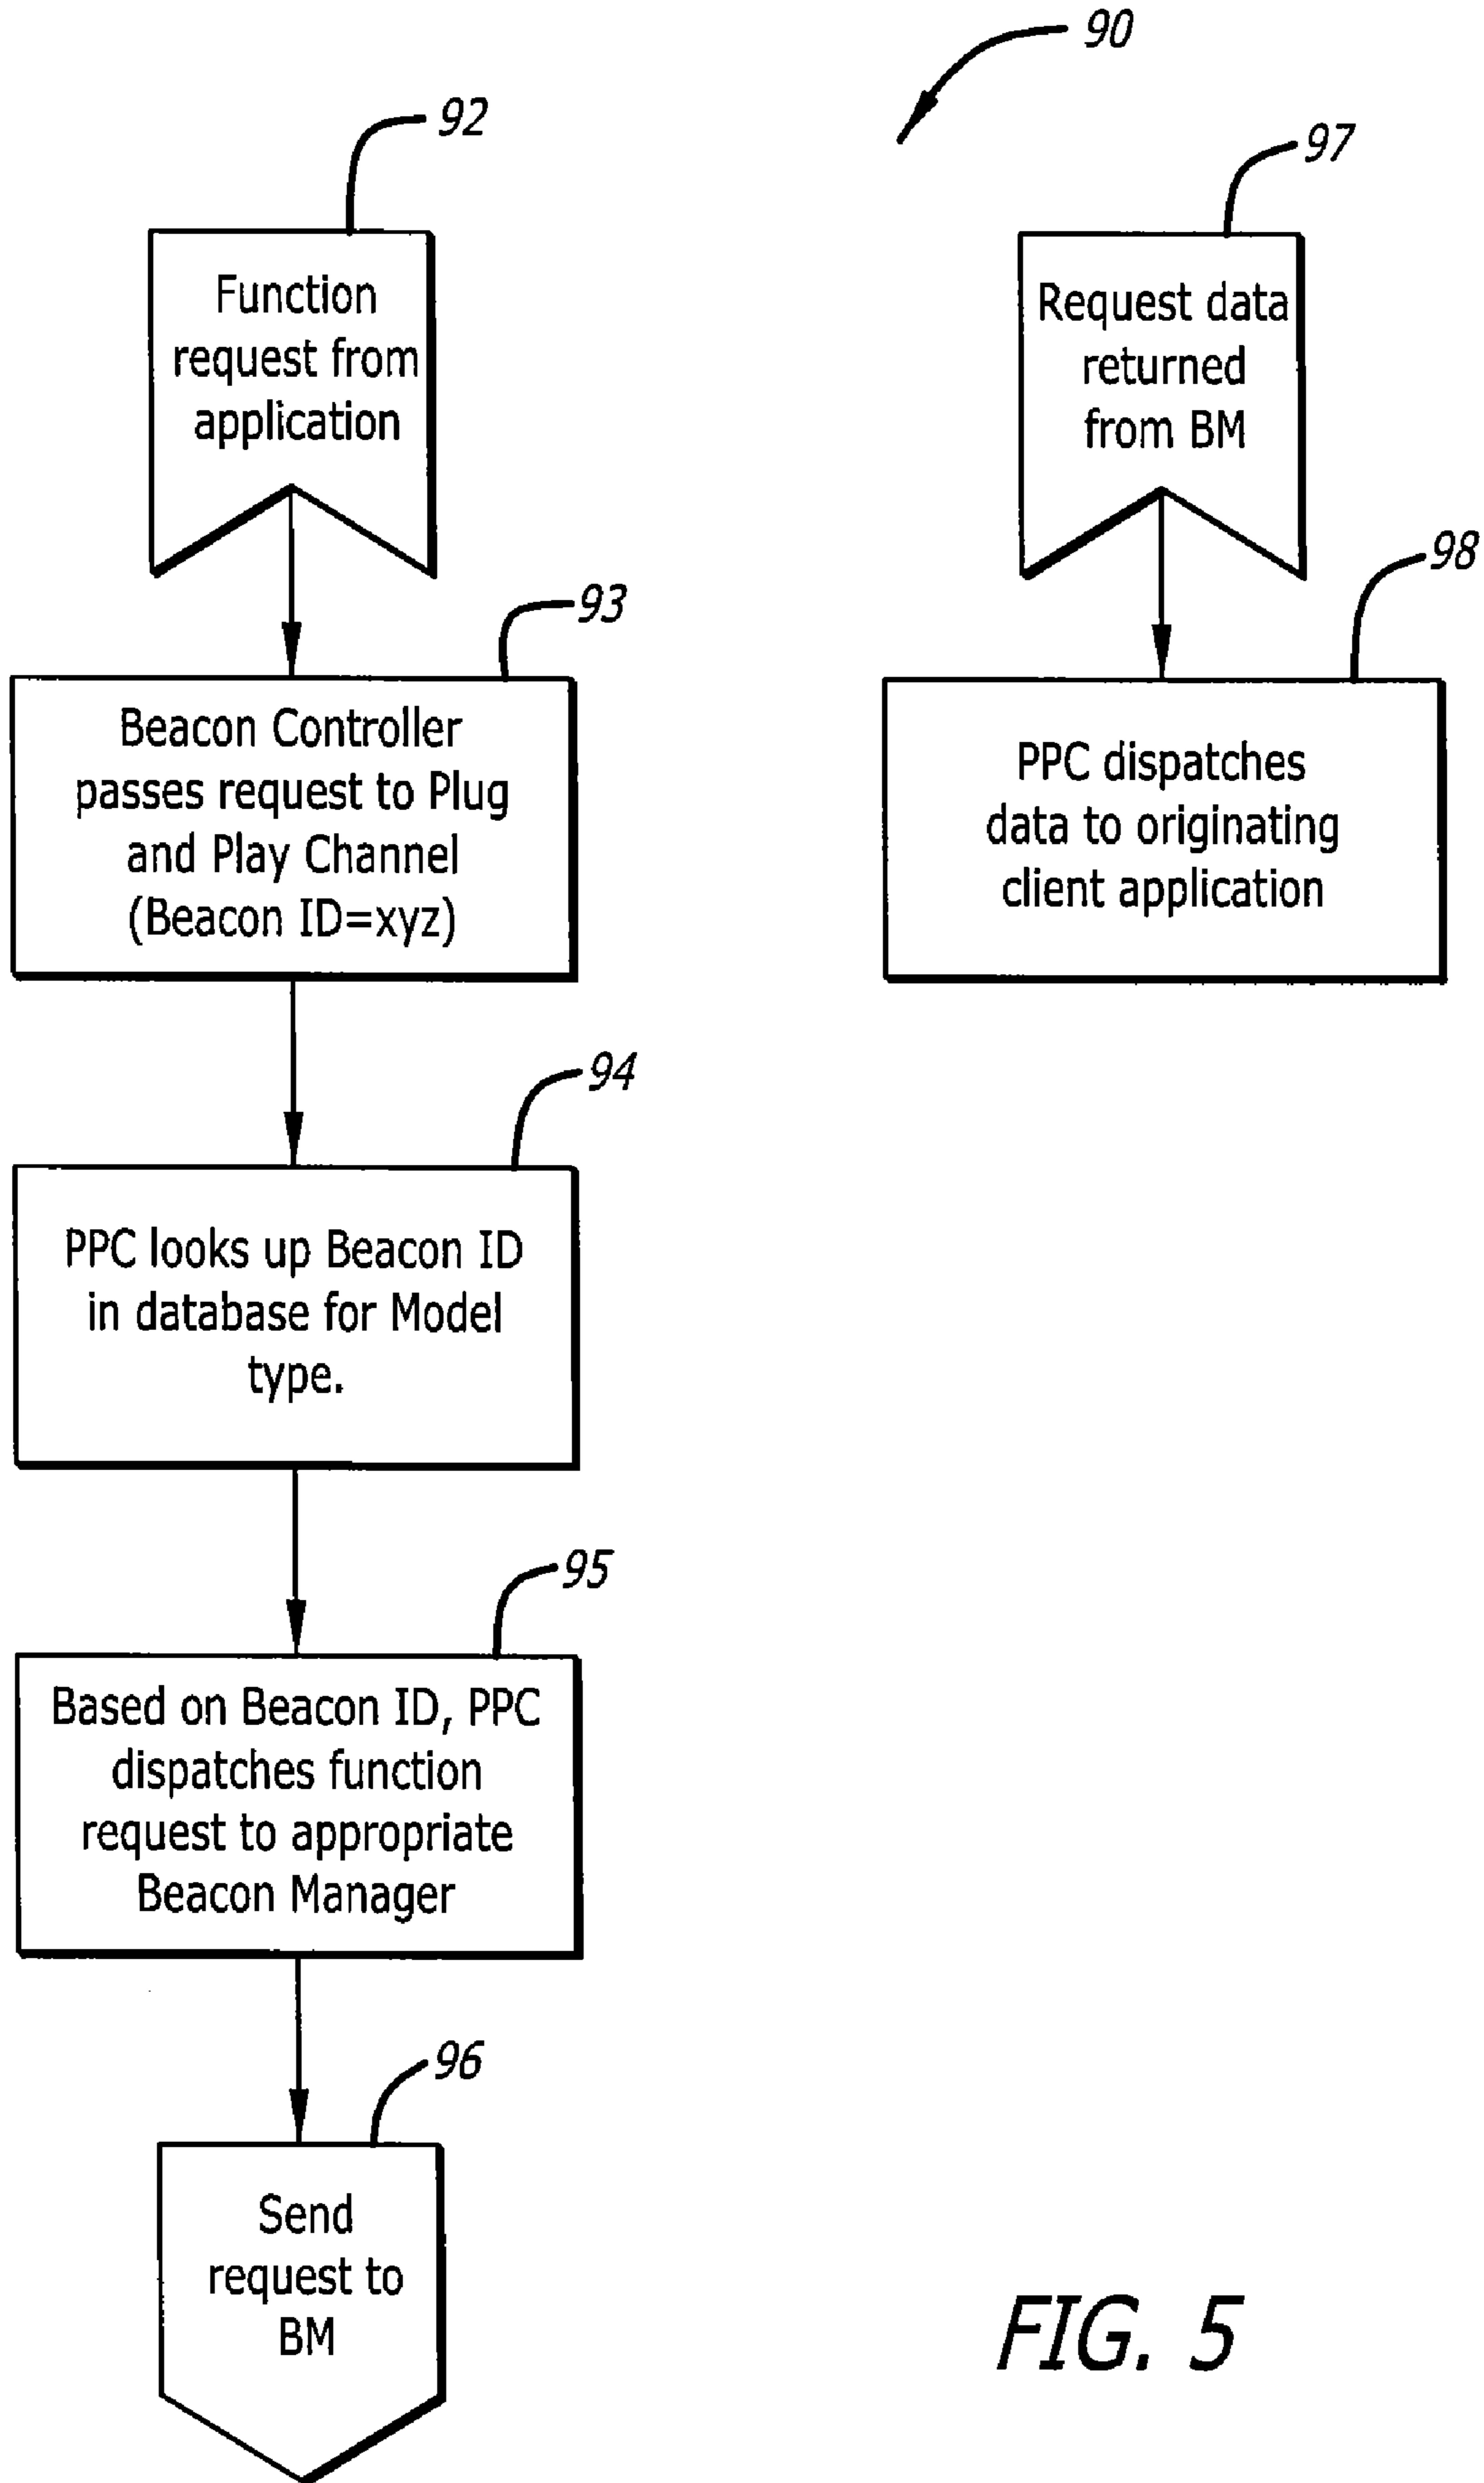 90
92
Function
request from
application
93
Beacon Controller
passes request to Plug
and Play Channel
(Beacon ID=xyz)
94
PPC looks up Beacon ID
in database for Model
type.
95
Based on Beacon ID, PPC
dispatches function
request to appropriate
Beacon Manager
96
Send
request to
BM
97
Request data
returned
from BM
98
PPC dispatches
data to originating
client application
FIG. 5